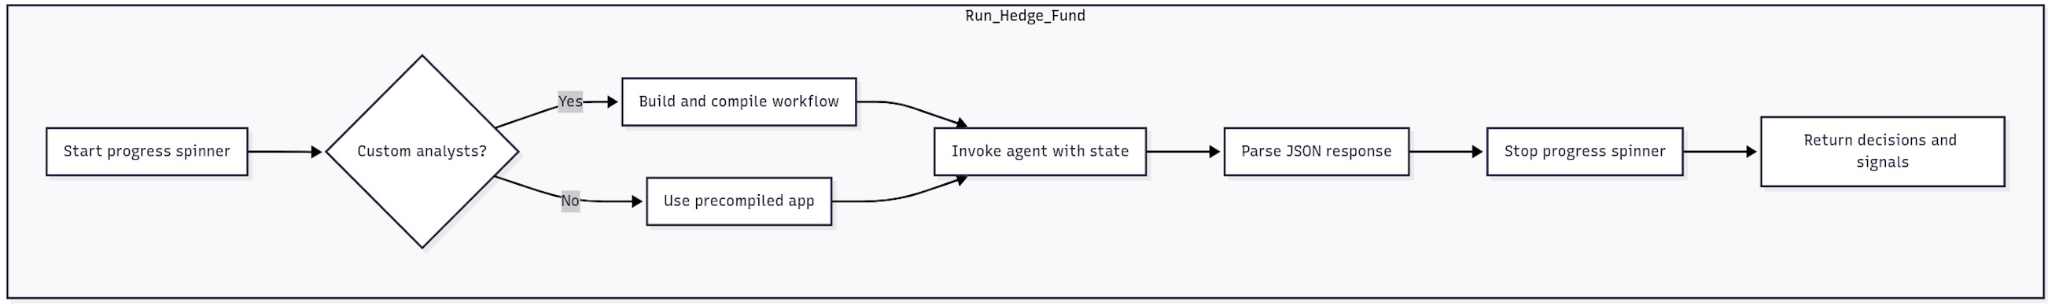 Run_Hedge_Fund
Start progress spinner
Custom analysts?
Yes
Build and compile workflow
No
Use precompiled app
Invoke agent with state
Parse JSON response
Stop progress spinner
Return decisions and
signals